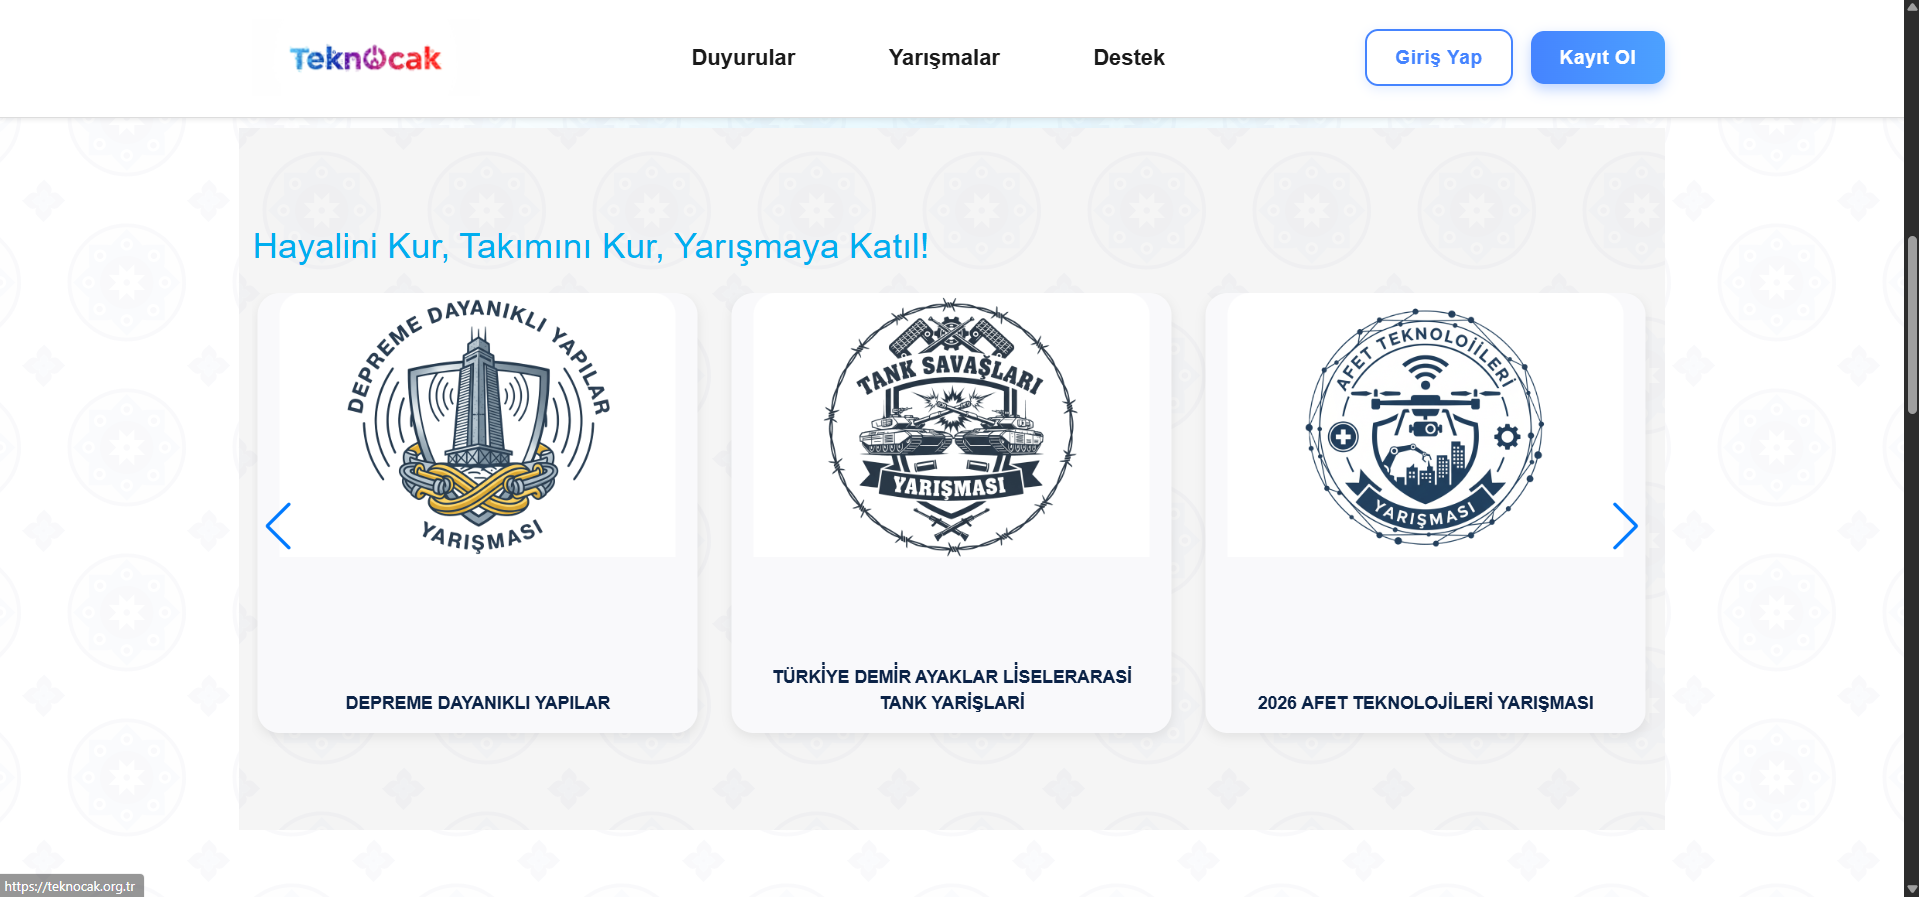 Teknocak
Duyurular
Yarışmalar
Destek
Giriş Yap
Kayıt Ol
Hayalini Kur, Takımını Kur, Yarışmaya Katıl!
DEPREME DAYANIKLI YAPILAR
YARIŞMASI
DEPREME DAYANIKLI YAPILAR
TANK SAVAŞLARI
YARIŞMASI
TÜRKİYE DEMİR AYAKLAR LİSELERARASİ
TANK YARİŞLARİ
AFET TEKNOLOJİLERİ
YARIŞMASI
2026 AFET TEKNOLOJİLERİ YARIŞMASI
https://teknocak.org.tr